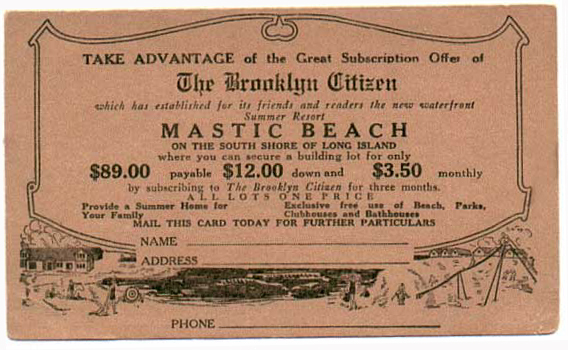 TAKE ADVANTAGE of the Great Subscription Offer of
The Brooklyn Citizen
which has established for its friends and readers the new waterfront
Summer Resort
MASTIC BEACH
ON THE SOUTH SHORE OF LONG ISLAND
where you can secure a building lot for only
$89.00 payable $12.00 down and $3.50 monthly
by subscribing to The Brooklyn Citizen for three months.
ALL LOTS ONE PRICE
Provide a Summer Home for Your Family
Exclusive free use of Beach, Parks, Clubhouses and Bathhouses
MAIL THIS CARD TODAY FOR FURTHER PARTICULARS
NAME
ADDRESS
PHONE